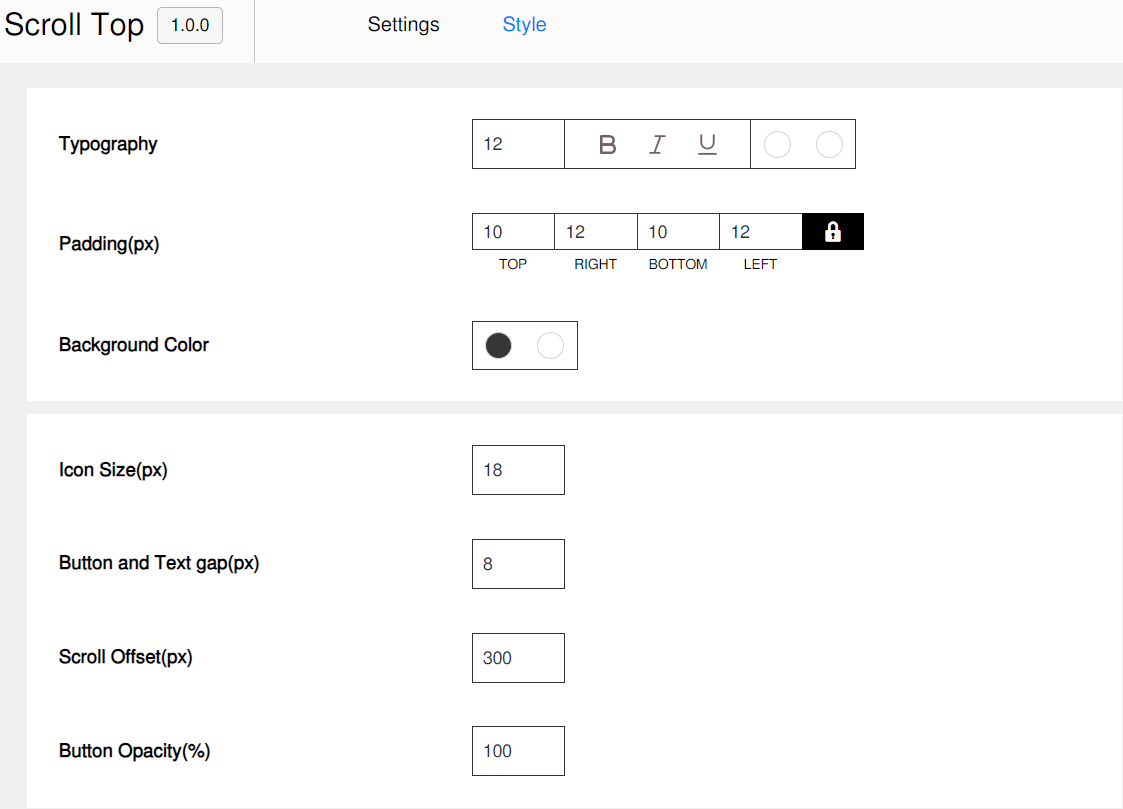 Scroll Top 1.0.0 Settings Style
Typography 12 B I U
Padding(px) 10 12 10 12
TOP RIGHT BOTTOM LEFT
Background Color
Icon Size(px) 18
Button and Text gap(px) 8
Scroll Offset(px) 300
Button Opacity(%) 100